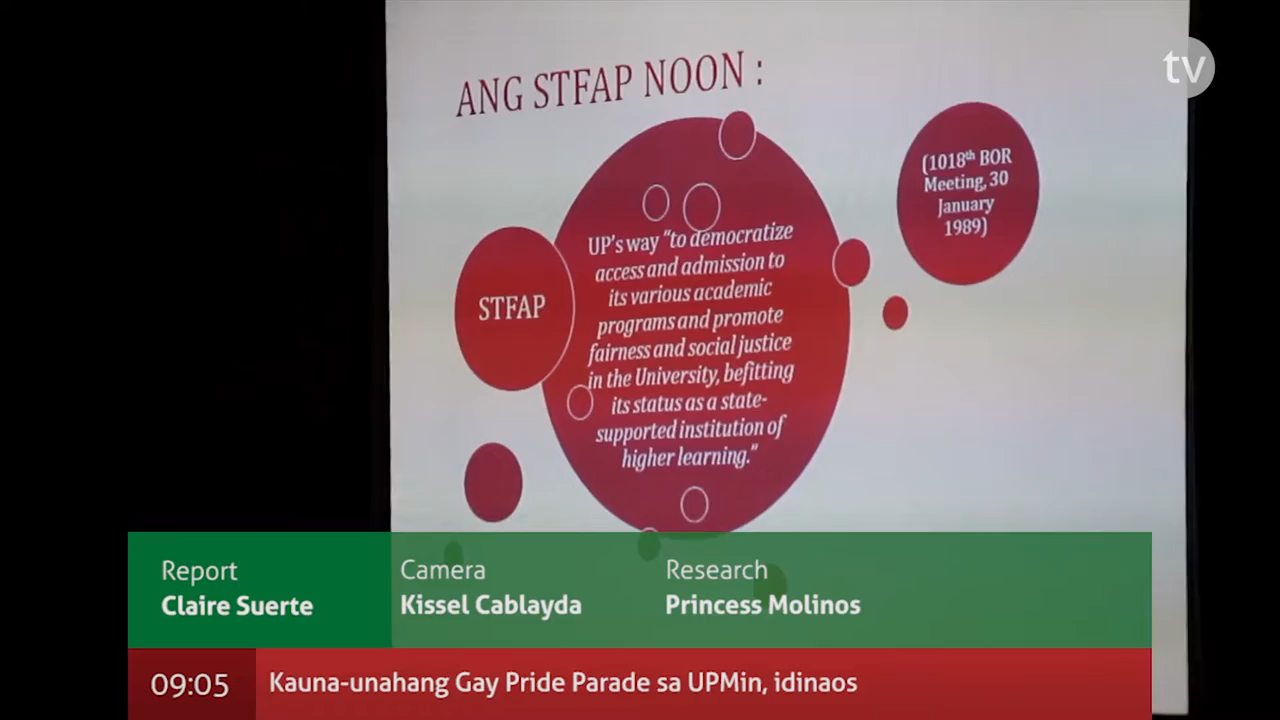 tv
ANG STFAP NOON :
(1018th BOR
Meeting, 30
January
1989)
STFAP
UP's way "to democratize
access and admission to
its various academic
programs and promote
fairness and social justice
in the University, befitting
its status as a state-
supported institution of
higher learning."
Report
Claire Suerte
Camera
Kissel Cablayda
Research
Princess Molinos
09:05
Kauna-unahang Gay Pride Parade sa UPMin, idinaos